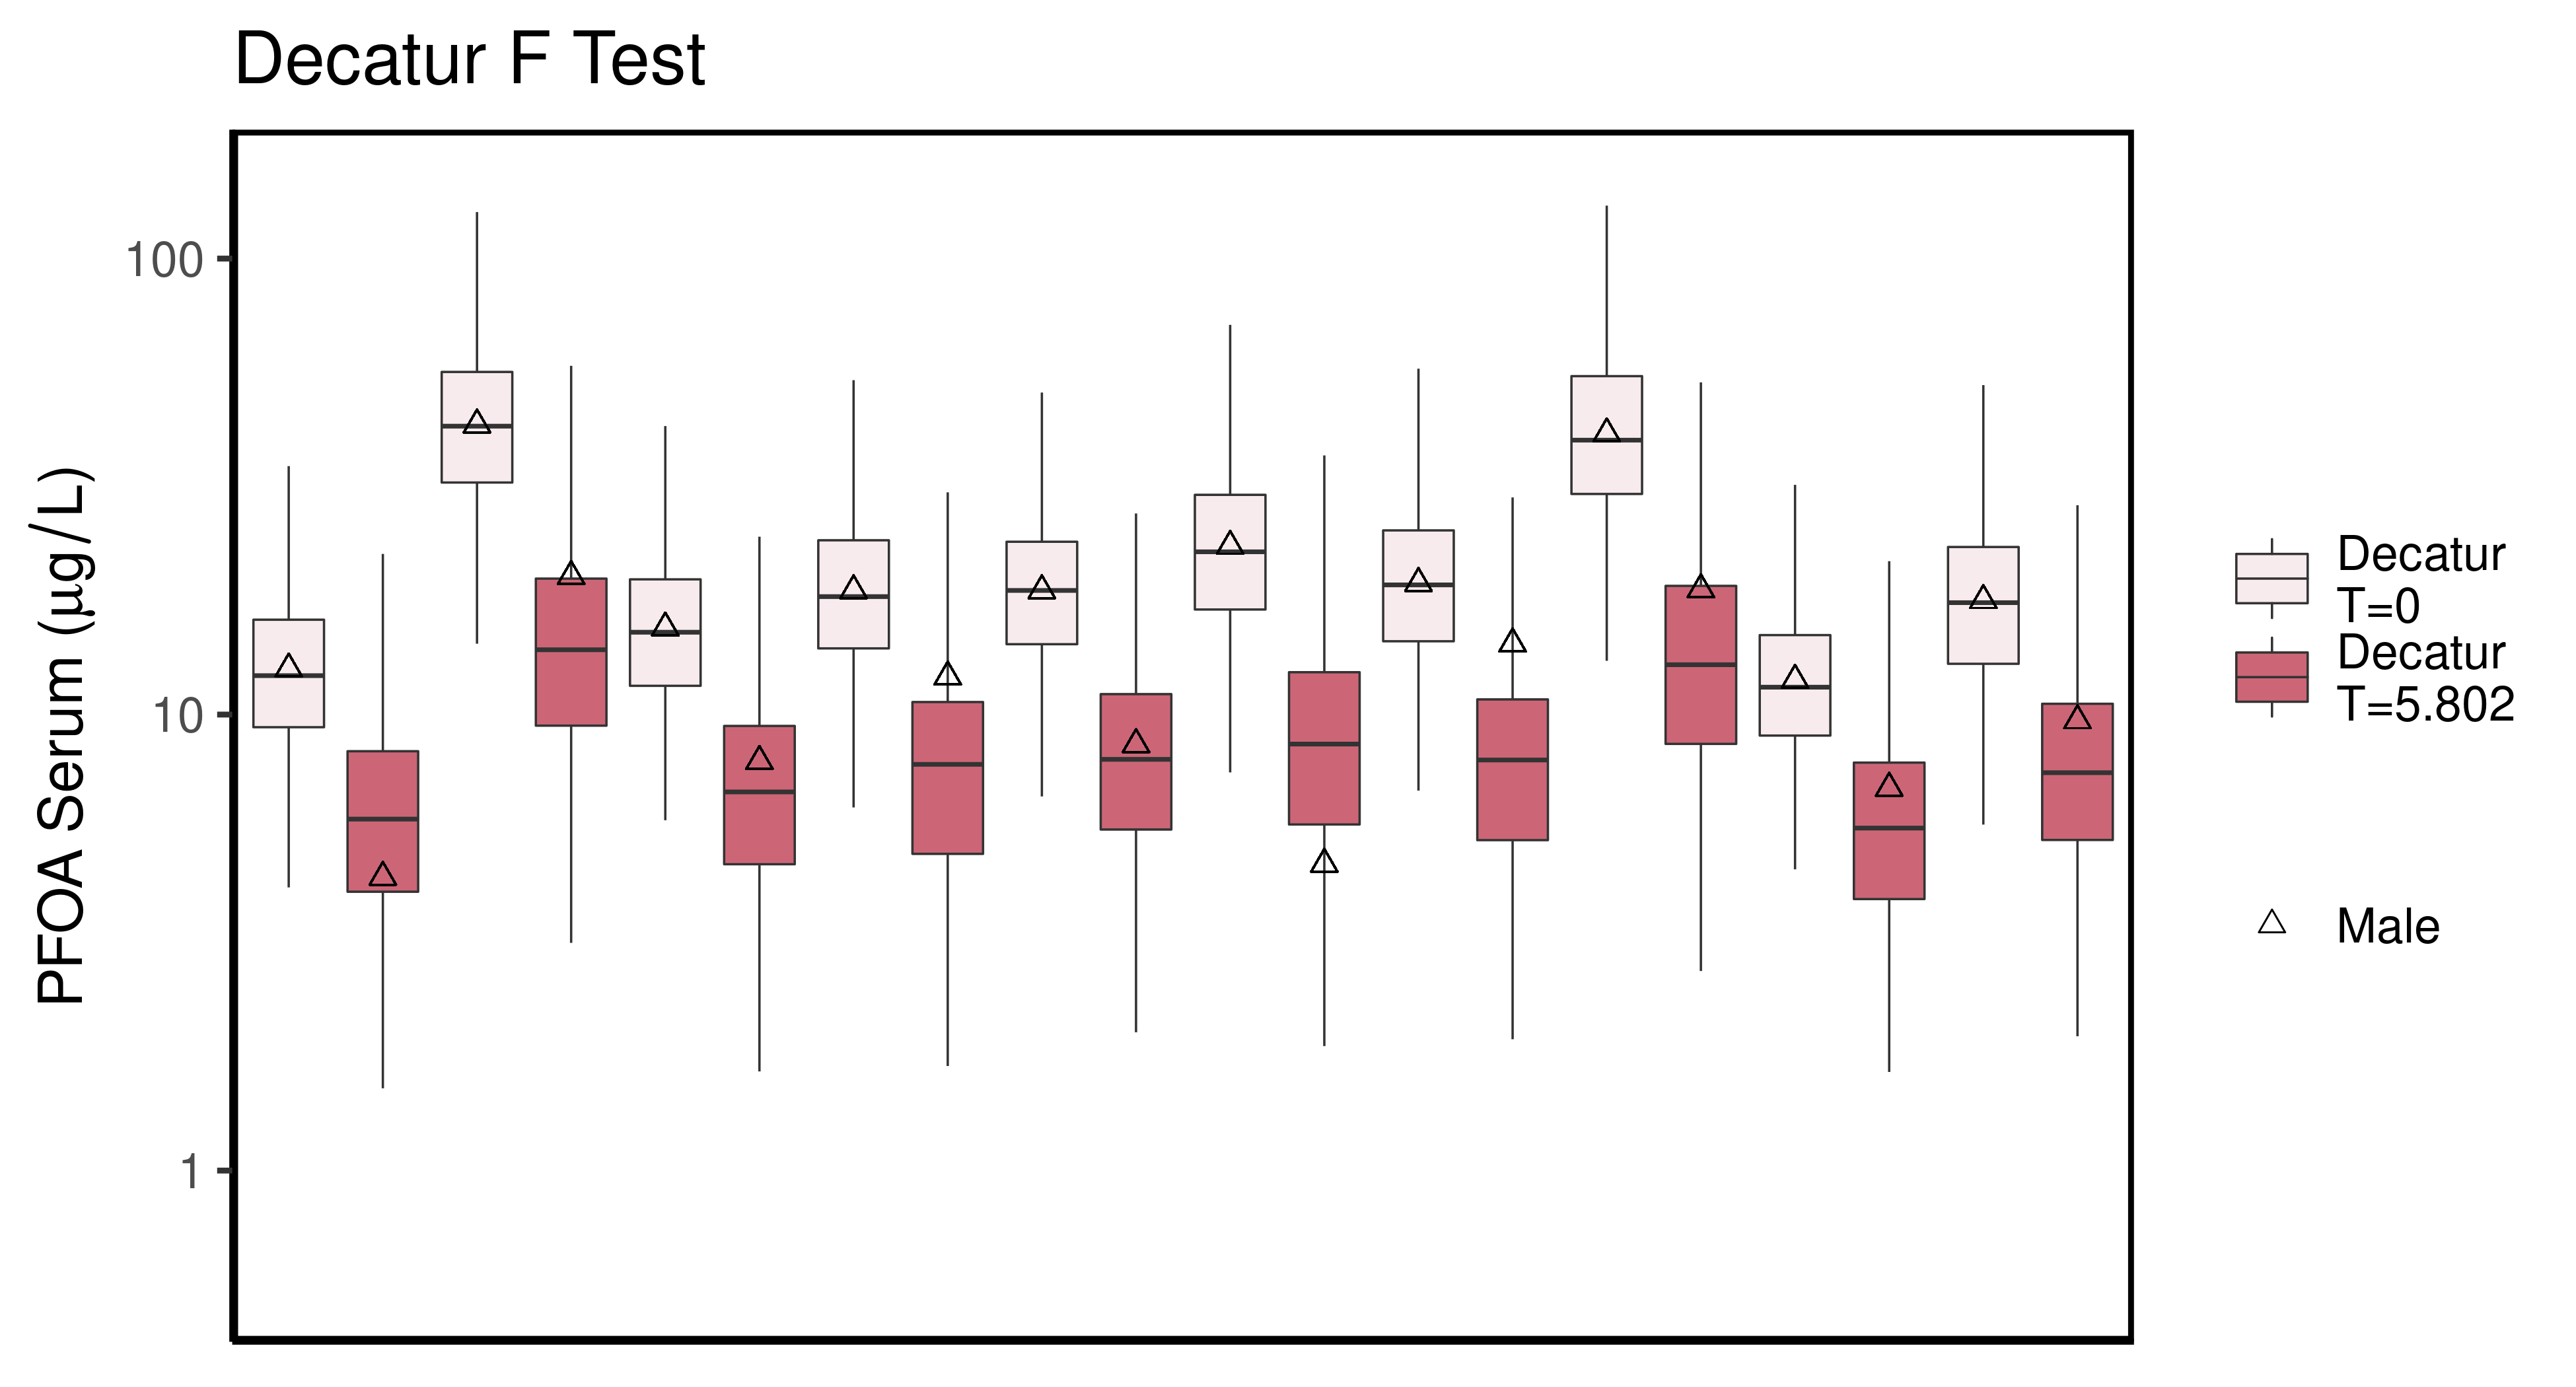 Decatur F Test
PFOA Serum (µg/L)
100
10
1
Decatur
T=0
Decatur
T=5.802
Male